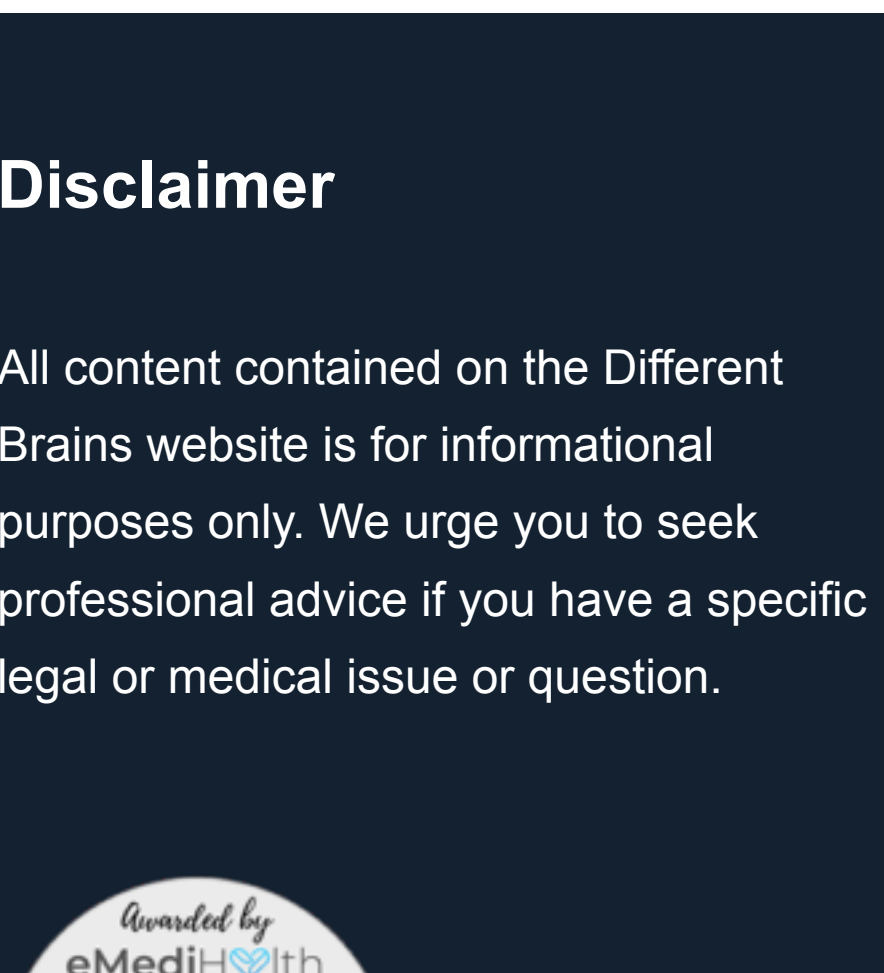 Disclaimer
All content contained on the Different
Brains website is for informational
purposes only. We urge you to seek
professional advice if you have a specific
legal or medical issue or question.
Awarded by
eMediHealth